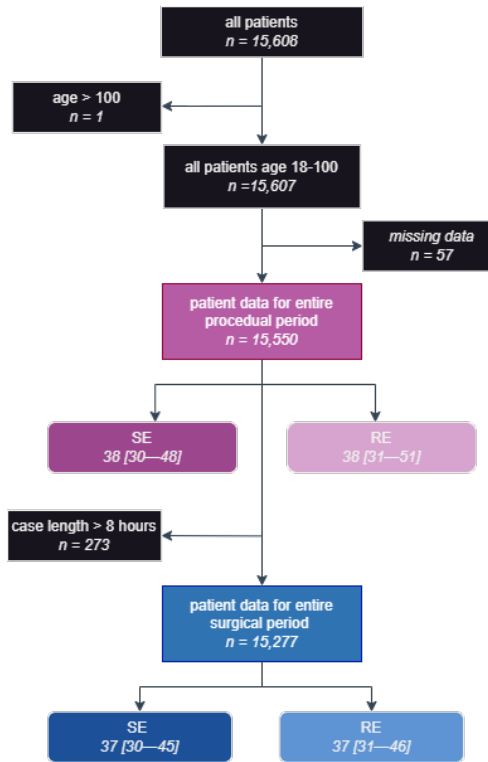 all patients
n = 15,608
age > 100
n = 1
all patients age 18-100
n =15,607
missing data
n = 57
patient data for entire
procedual period
n = 15,550
SE
38 [30—48]
RE
38 [31—51]
case length > 8 hours
n = 273
patient data for entire
surgical period
n = 15,277
SE
37 [30—45]
RE
37 [31—46]